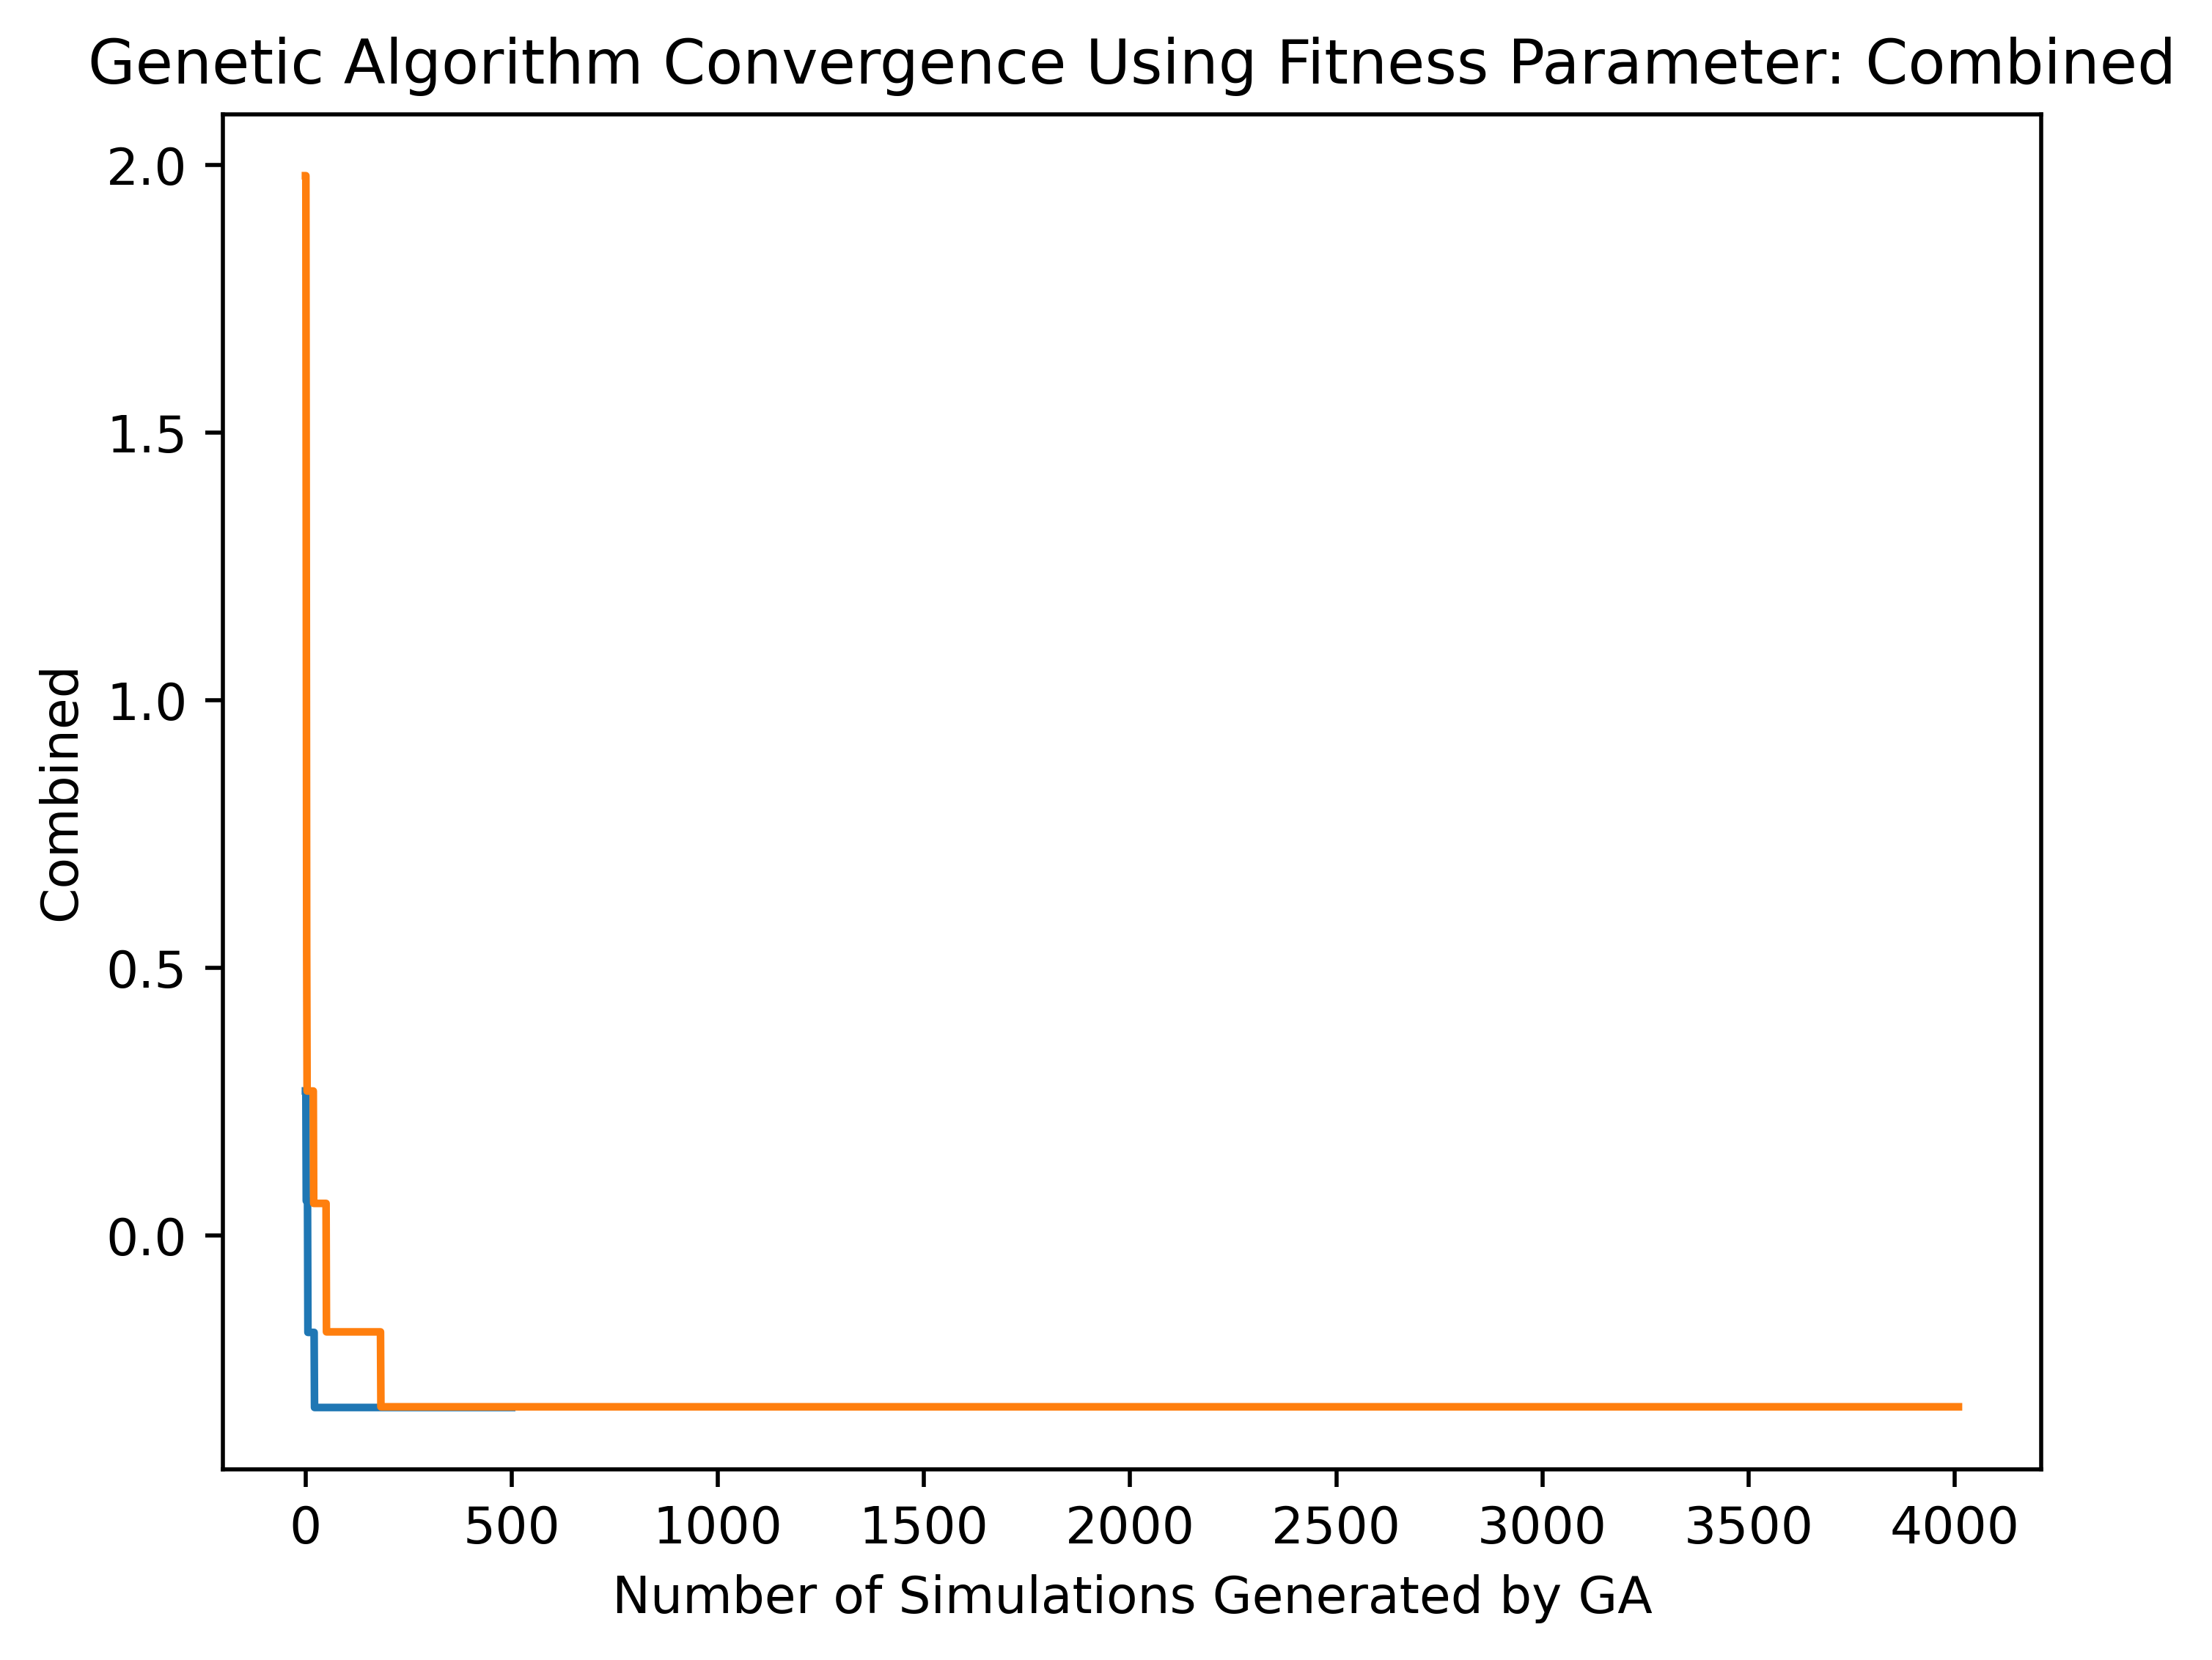 Genetic Algorithm Convergence Using Fitness Parameter: Combined
2.0
1.5
1.0
0.5
0.0
Combined
0 500 1000 1500 2000 2500 3000 3500 4000
Number of Simulations Generated by GA